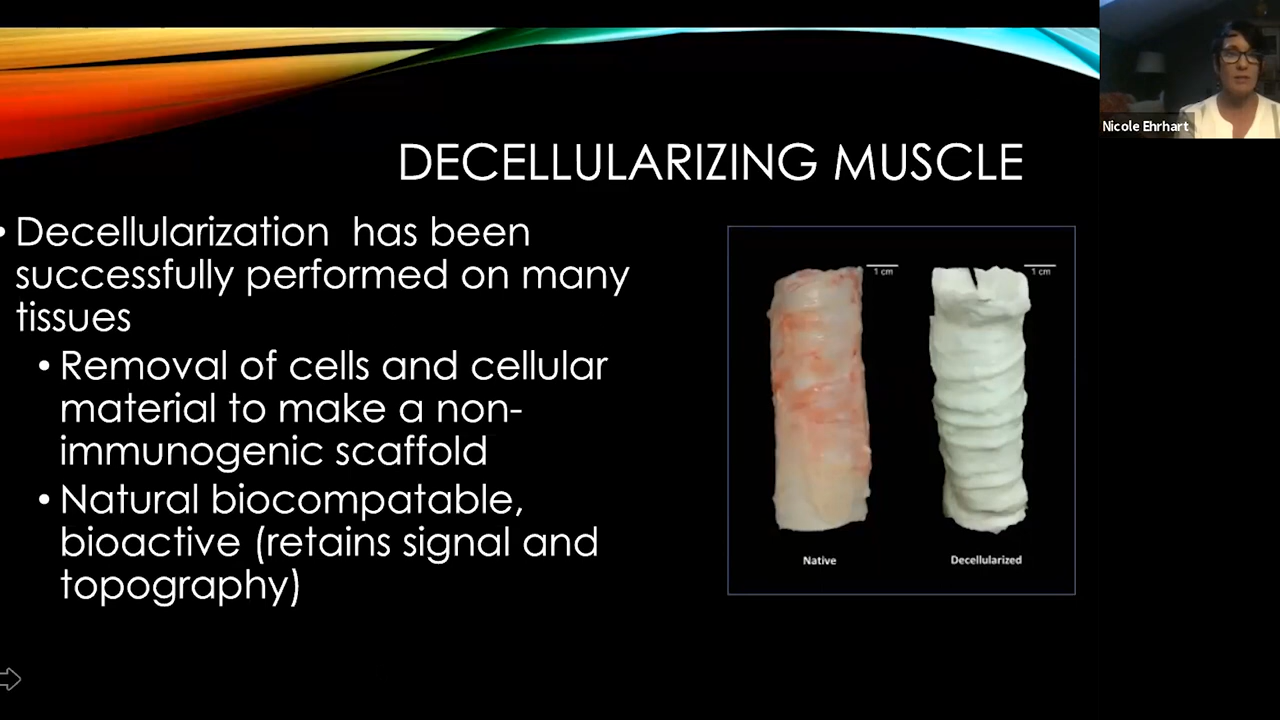 Nicole Ehrhart
DECELLULARIZING MUSCLE
• Decellularization has been
successfully performed on many
tissues
• Removal of cells and cellular
material to make a non-
immunogenic scaffold
• Natural biocompatable,
bioactive (retains signal and
topography)
1 cm
1 cm
Native
Decellularized